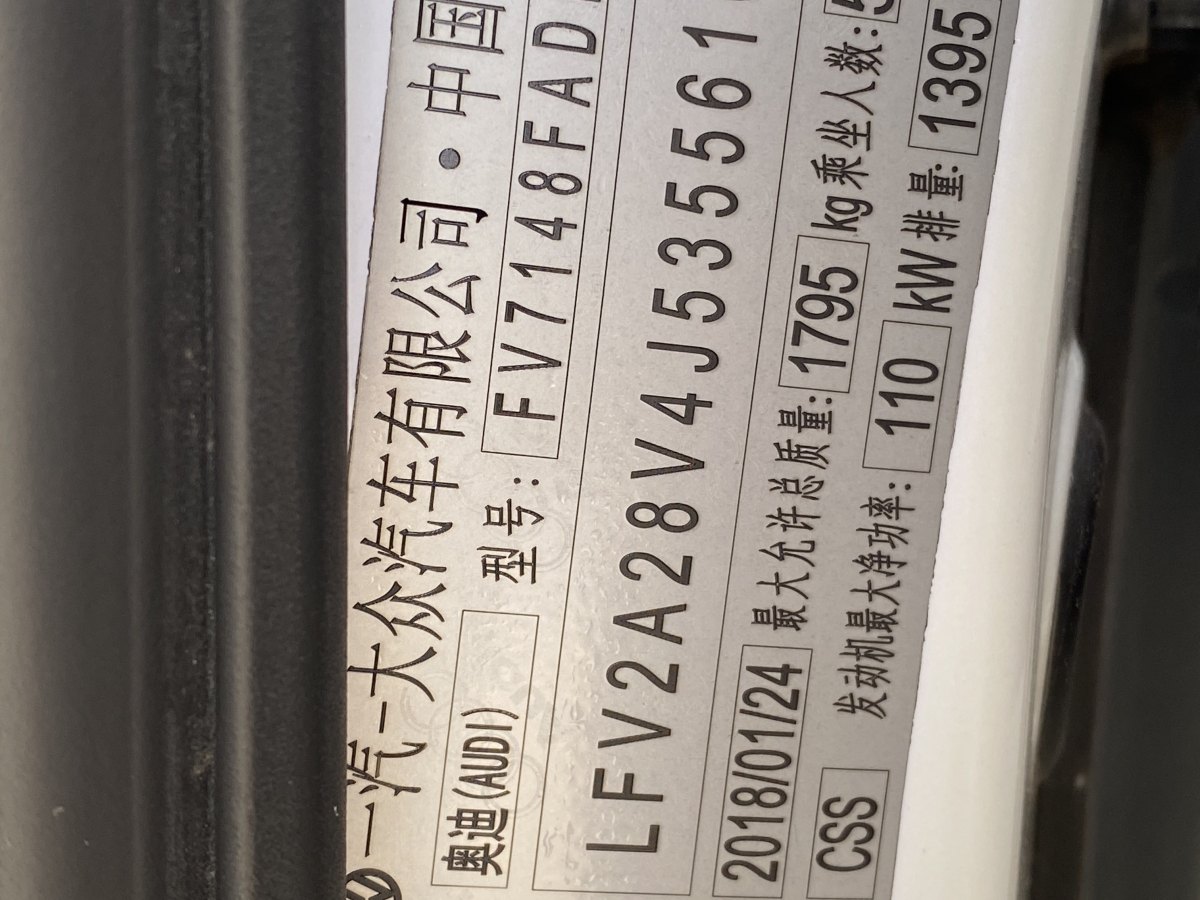 一汽-大众汽车有限公司·中国
奥迪(AUDI) 型号: FV7148FAD
LFV2A28V4J535561
2018/01/24 最大允许总质量: 1795 kg 乘坐人数: 5
CSS 发动机最大净功率: 110 kW 排量: 1395